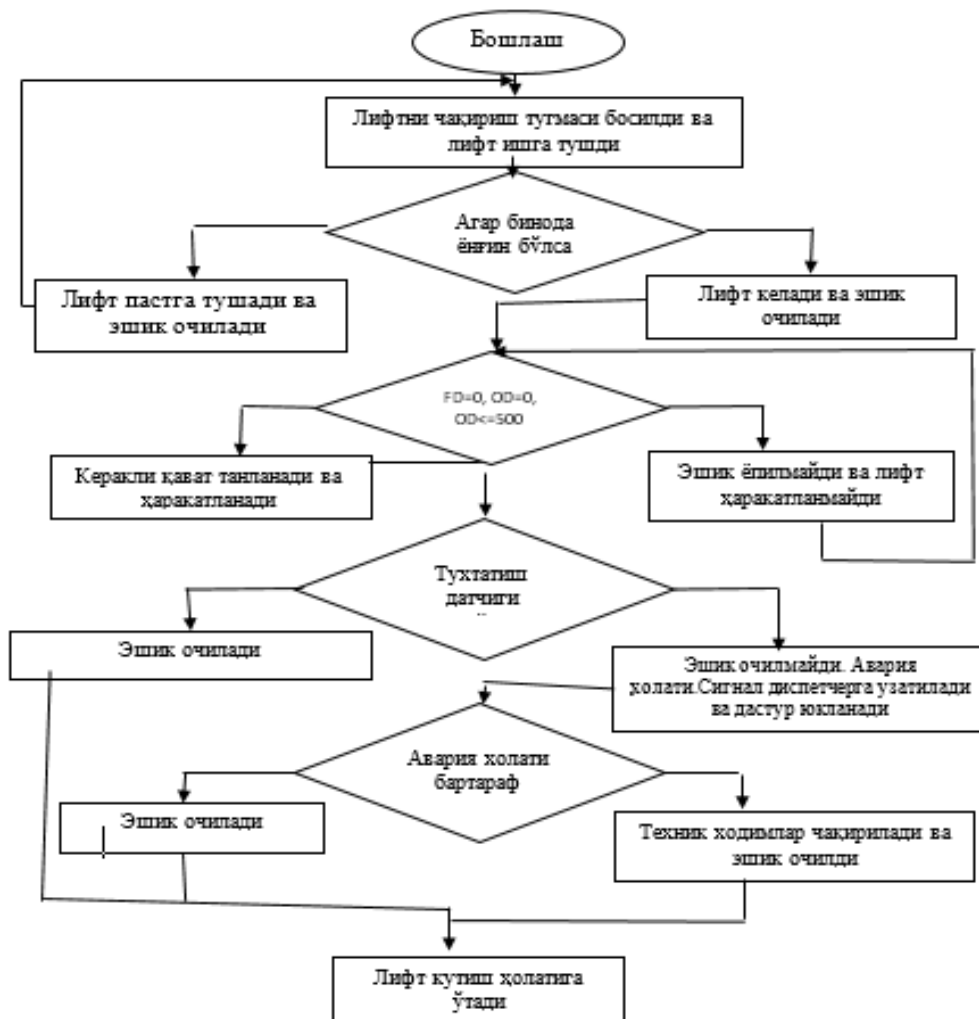 Бошлаш
Лифтни чақириш тугмаси босилди ва
лифт ишга тушди
Агар бинода
ёнғин бўлса
Лифт пастга тушади ва
эшик очилади
Лифт келади ва эшик
очилади
FD=0, OD=0,
OD<=500
Керакли қават танланади ва
ҳаракатланади
Эшик ёпилмайди ва лифт
ҳаракатланмайди
Тухтатиш
датчиги
Эшик очилади
Эшик очилмайди. Авария
ҳолати.Сигнал диспетчерга узатилади
ва дастур юкланади
Авария холати
бартараф
Эшик очилади
Техник ходимлар чақирилади ва
эшик очилди
Лифт кутиш ҳолатига
ўтади